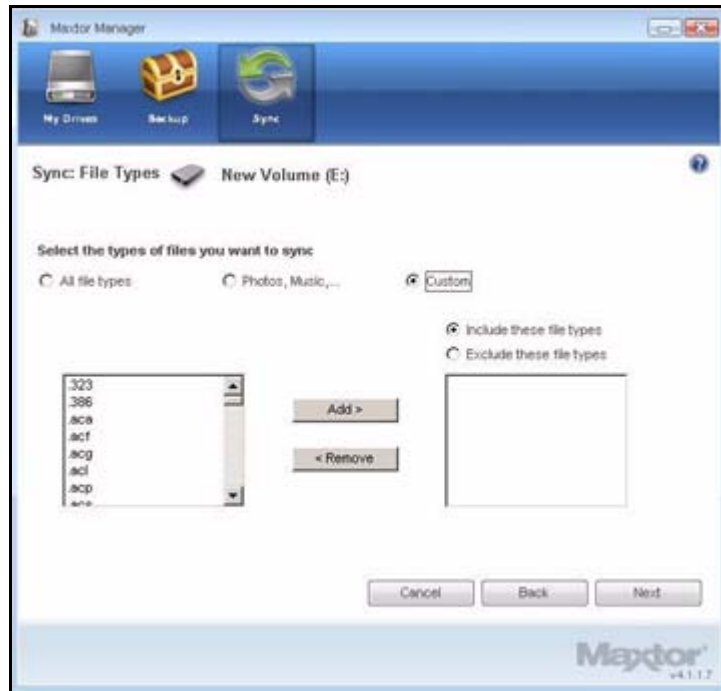 Maxtor Manager
My Drives Backup Sync
Sync: File Types New Volume (E:)
Select the types of files you want to sync
All file types Photos, Music,... Custom
Include these file types
Exclude these file types
.323
.386
.aca
.acf
.acg
.acl
.acp
.acs
Add >
< Remove
Cancel Back Next
Maxtor
v4.1.1.7